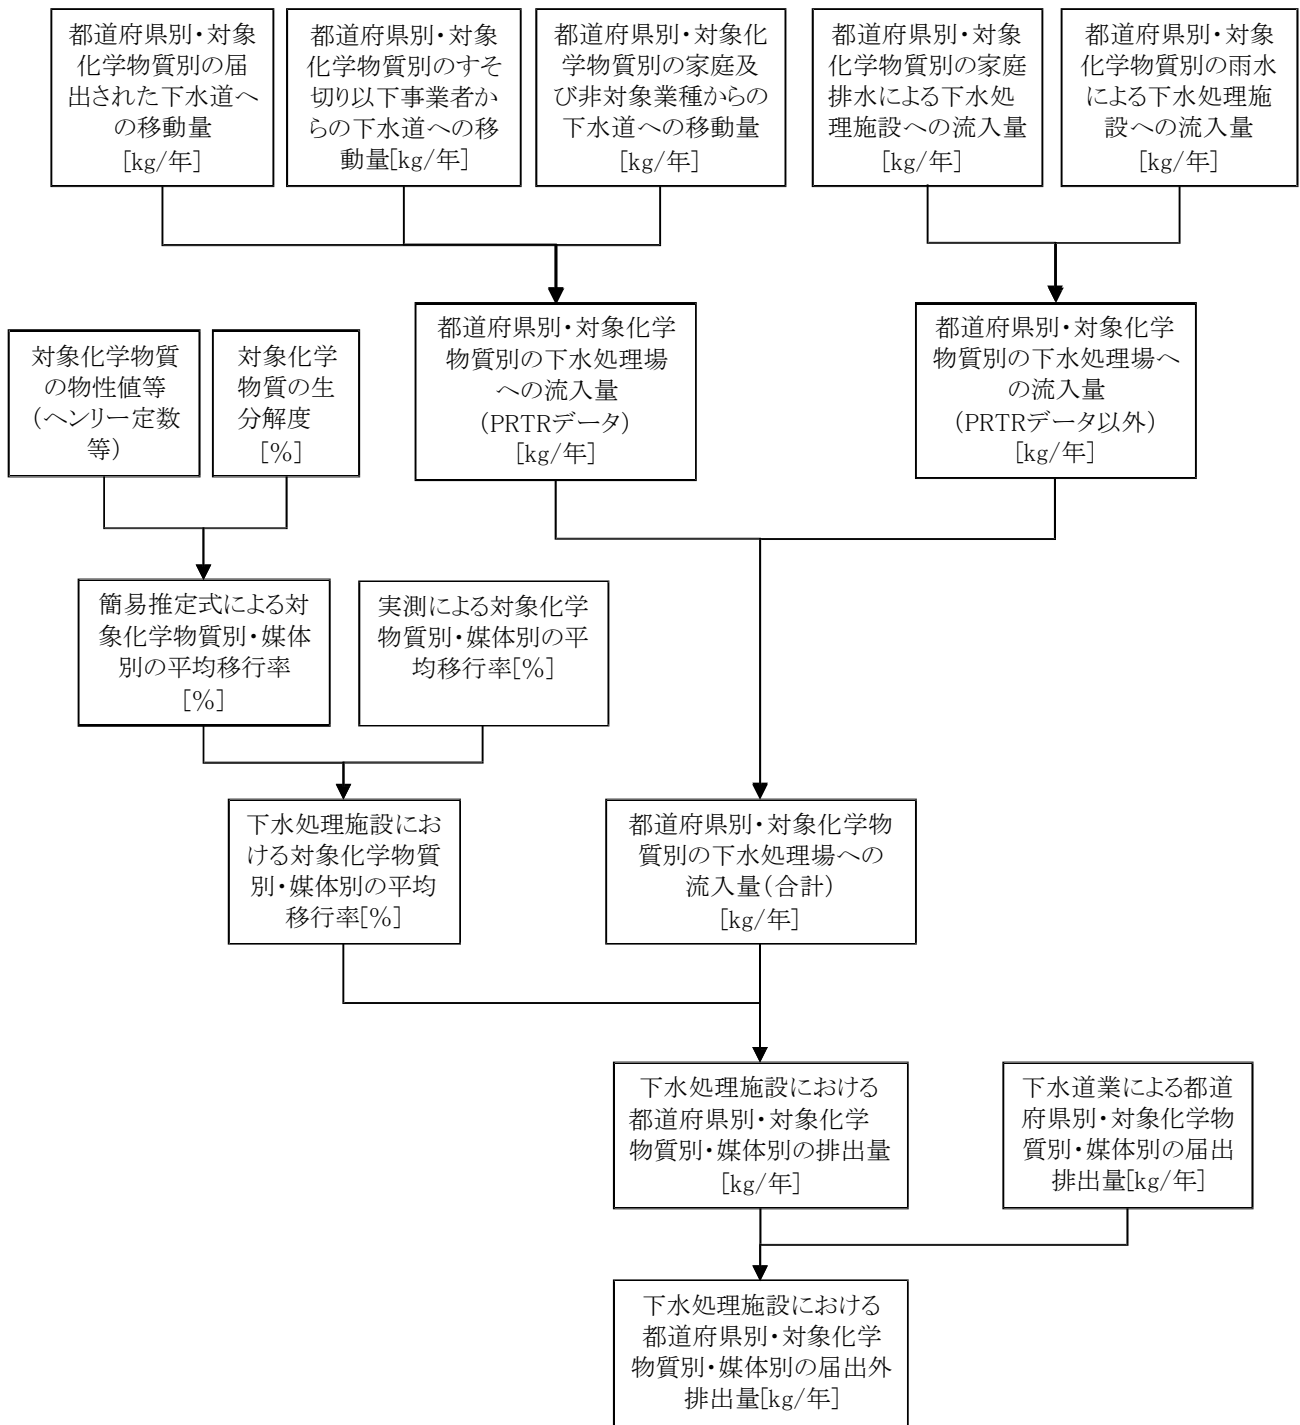 都道府県別・対象
化学物質別の届
出された下水道へ
の移動量
[kg/年]
都道府県別・対象
化学物質別のすそ
切り以下事業者か
らの下水道への移
動量[kg/年]
都道府県別・対象化
学物質別の家庭及
び非対象業種からの
下水道への移動量
[kg/年]
都道府県別・対象
化学物質別の家庭
排水による下水処
理施設への流入量
[kg/年]
都道府県別・対象
化学物質別の雨水
による下水処理施
設への流入量
[kg/年]
都道府県別・対象化学
物質別の下水処理場
への流入量
(PRTRデータ)
[kg/年]
都道府県別・対象化学
物質別の下水処理場へ
の流入量
(PRTRデータ以外)
[kg/年]
対象化学物質
の物性値等
(ヘンリー定数
等)
対象化学
物質の生
分解度
[%]
簡易推定式による対
象化学物質別・媒体
別の平均移行率
[%]
実測による対象化学
物質別・媒体別の平
均移行率[%]
下水処理施設にお
ける対象化学物質
別・媒体別の平均
移行率[%]
都道府県別・対象化学物
質別の下水処理場への
流入量(合計)
[kg/年]
下水処理施設における
都道府県別・対象化学
物質別・媒体別の排出量
[kg/年]
下水道業による都道
府県別・対象化学物
質別・媒体別の届出
排出量[kg/年]
下水処理施設における
都道府県別・対象化学
物質別・媒体別の届出外
排出量[kg/年]